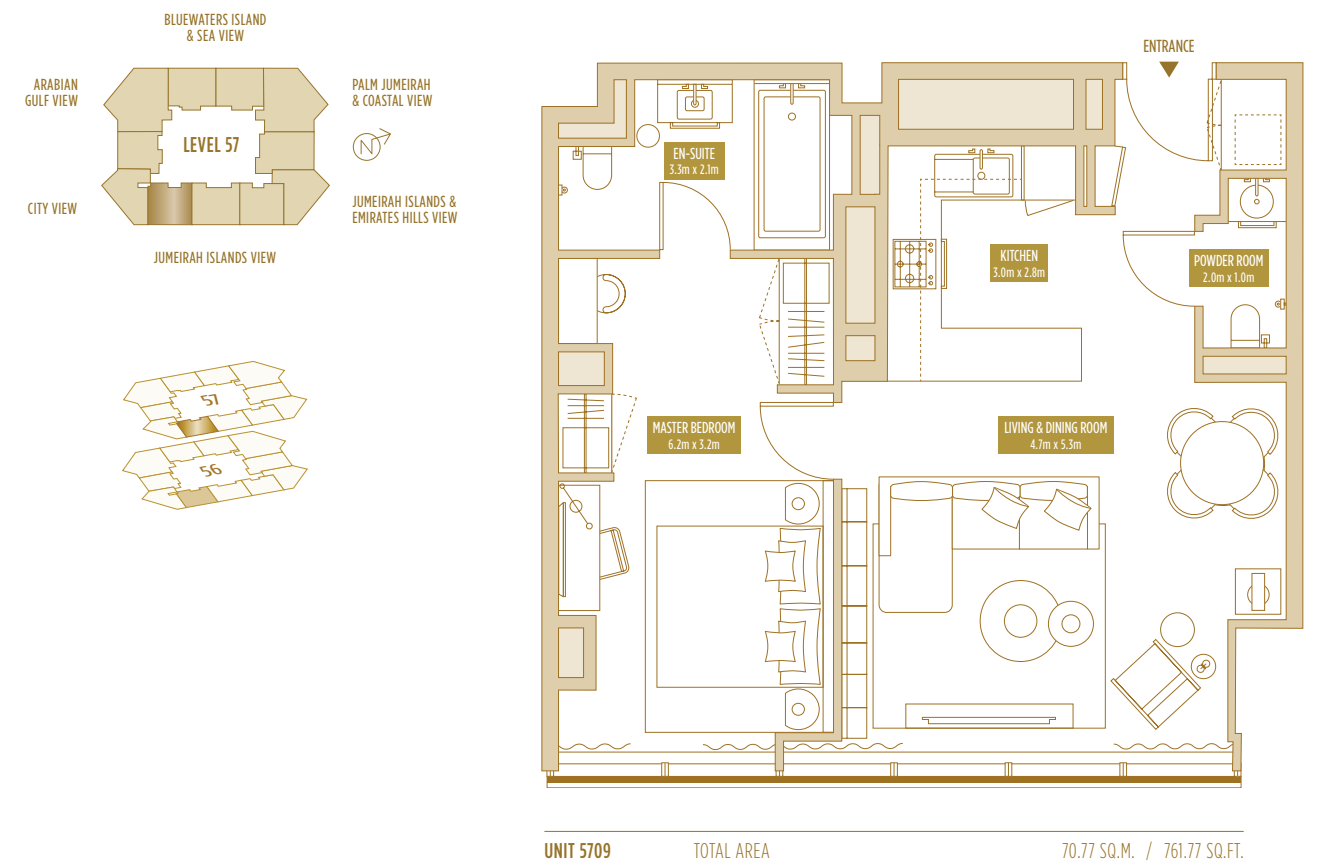 BLUEWATERS ISLAND
& SEA VIEW
ARABIAN
GULF VIEW
PALM JUMEIRAH
& COASTAL VIEW
LEVEL 57
N
CITY VIEW
JUMEIRAH ISLANDS &
EMIRATES HILLS VIEW
JUMEIRAH ISLANDS VIEW
57
56
ENTRANCE
EN-SUITE
3.3m x 2.1m
KITCHEN
3.0m x 2.8m
POWDER ROOM
2.0m x 1.0m
MASTER BEDROOM
6.2m x 3.2m
LIVING & DINING ROOM
4.7m x 5.3m
UNIT 5709 TOTAL AREA 70.77 SQ.M. / 761.77 SQ.FT.